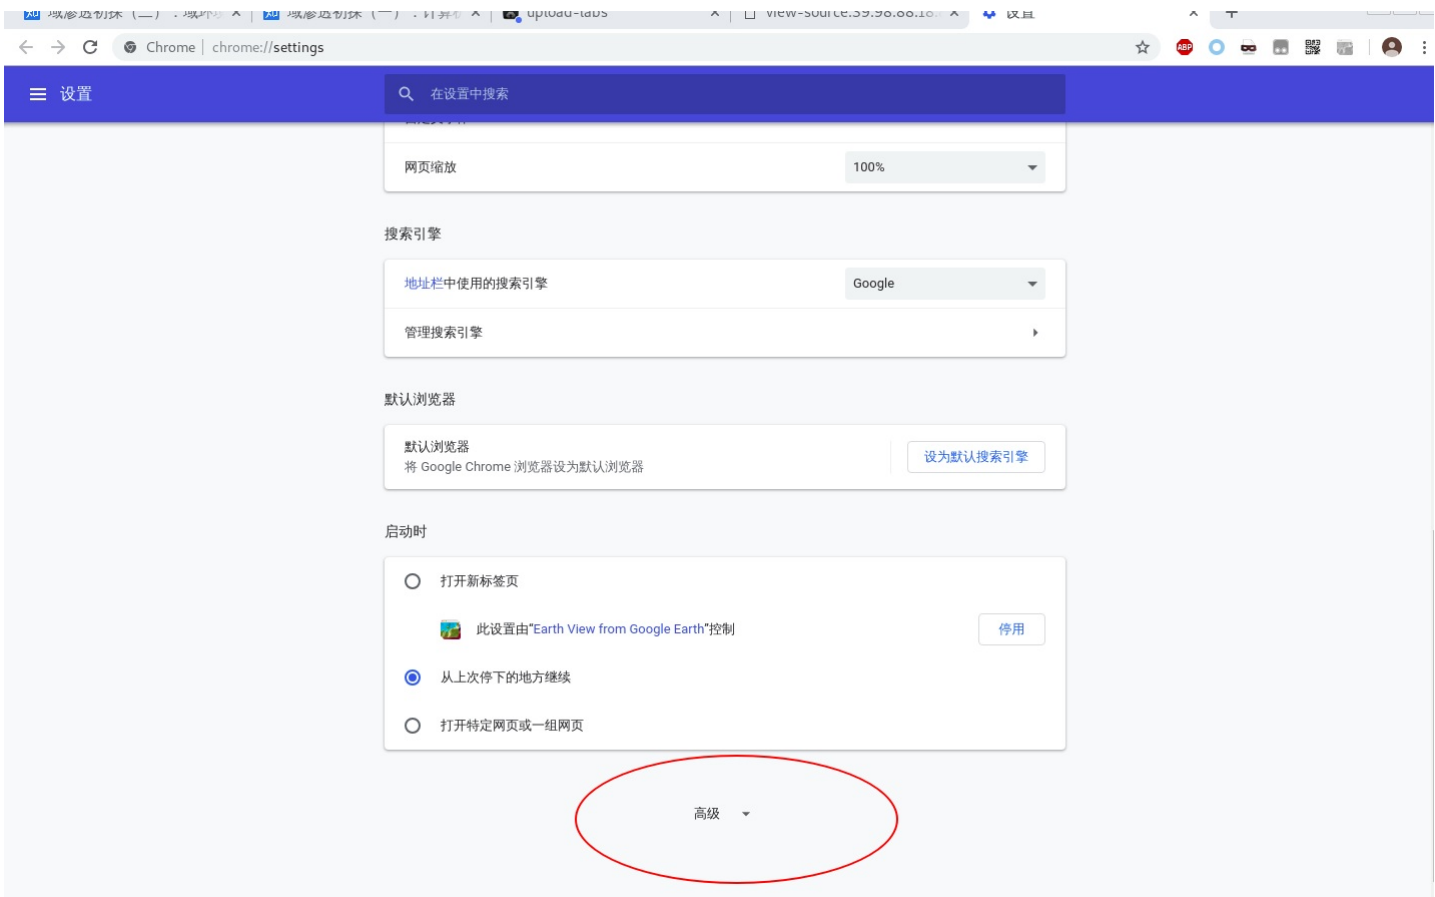 域渗透初探（二）：域环
域渗透初探（一）：计算
upload-labs
view-source:39.98.88.18:
设置
Chrome | chrome://settings
ABP
设置
在设置中搜索
网页缩放
100%
搜索引擎
地址栏中使用的搜索引擎
Google
管理搜索引擎
默认浏览器
默认浏览器
将 Google Chrome 浏览器设为默认浏览器
设为默认搜索引擎
启动时
打开新标签页
此设置由“Earth View from Google Earth”控制
停用
从上次停下的地方继续
打开特定网页或一组网页
高级